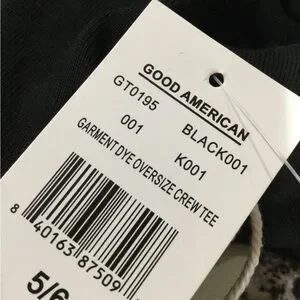 GOOD AMERICAN
GT0195 BLACK001
001 K001
GARMENT DYE OVERSIZE CREW TEE
8 40163 87509
5/6